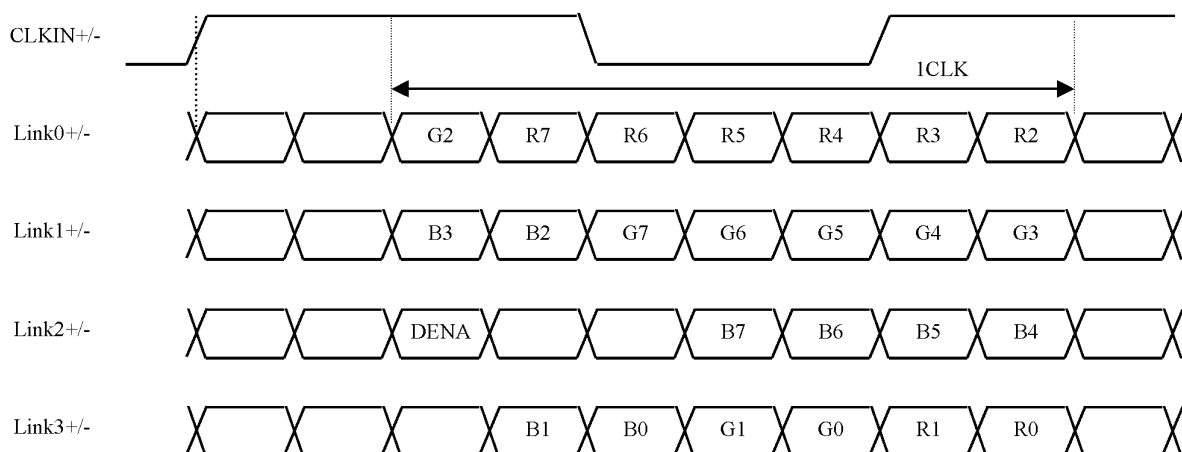 CLKIN+/-
1CLK
Link0+/- G2 R7 R6 R5 R4 R3 R2
Link1+/- B3 B2 G7 G6 G5 G4 G3
Link2+/- DENA B7 B6 B5 B4
Link3+/- B1 B0 G1 G0 R1 R0